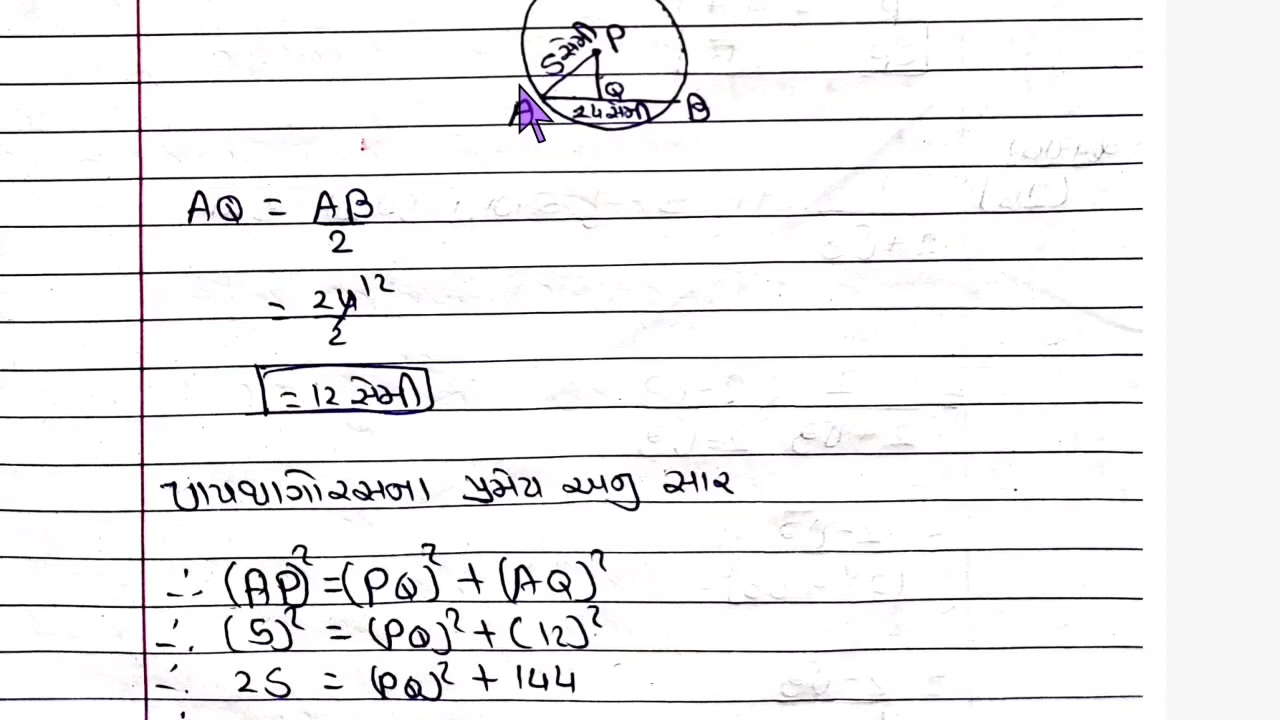 P
5 સેમી
Q
A 24 સેમી B
AQ = AB
2
= 24 12
2
= 12 સેમી
પાયથાગોરસના પ્રમેય અનુ સાર
∴ (AP)² = (PQ)² + (AQ)²
∴ (5)² = (PQ)² + (12)²
∴ 25 = (PQ)² + 144